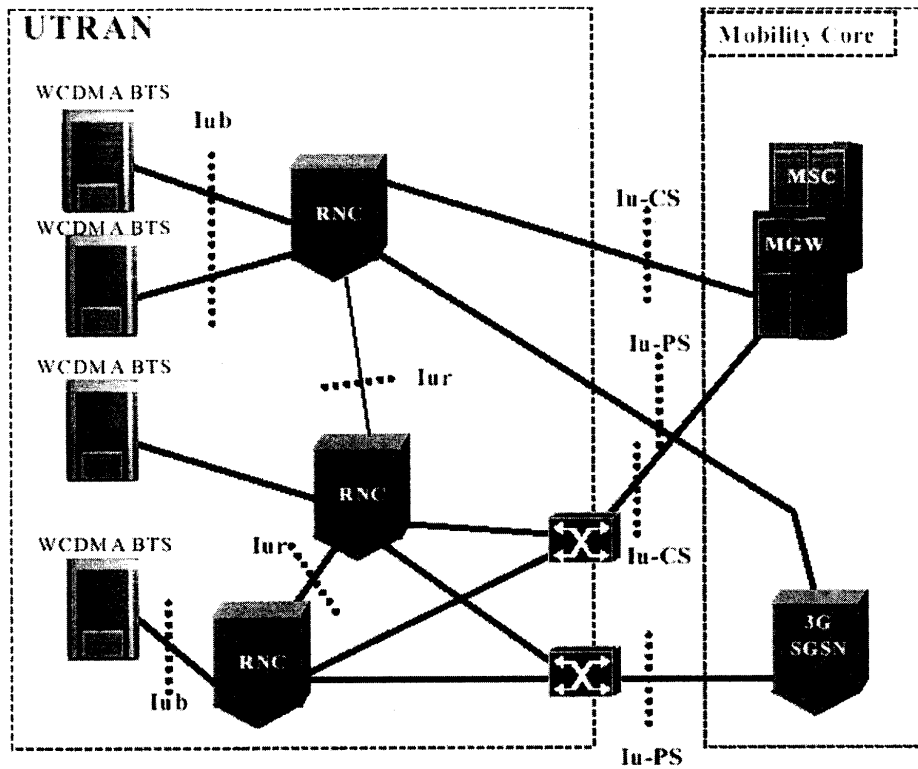 UTRAN
Mobility Core
WCDMA BTS
Iub
RNC
MSC
Iu-CS
WCDMA BTS
MGW
Iu-PS
WCDMA BTS
Iur
RNC
WCDMA BTS
Iur
Iu-CS
3G
SGSN
RNC
Iub
Iu-PS